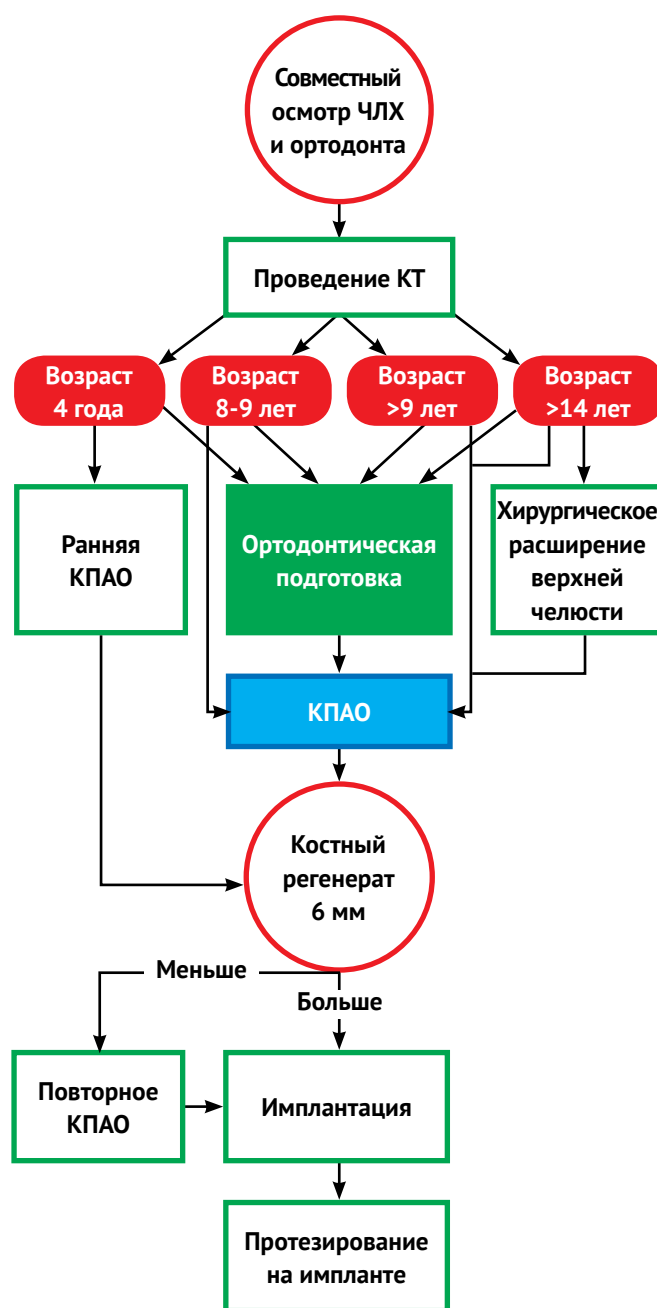 Совместный
осмотр ЧЛХ
и ортодонта
Проведение КТ
Возраст
4 года
Возраст
8-9 лет
Возраст
>9 лет
Возраст
>14 лет
Ранняя
КПАО
Ортодонтическая
подготовка
Хирургическое
расширение
верхней
челюсти
КПАО
Костный
регенерат
6 мм
Меньше
Больше
Повторное
КПАО
Имплантация
Протезирование
на импланте